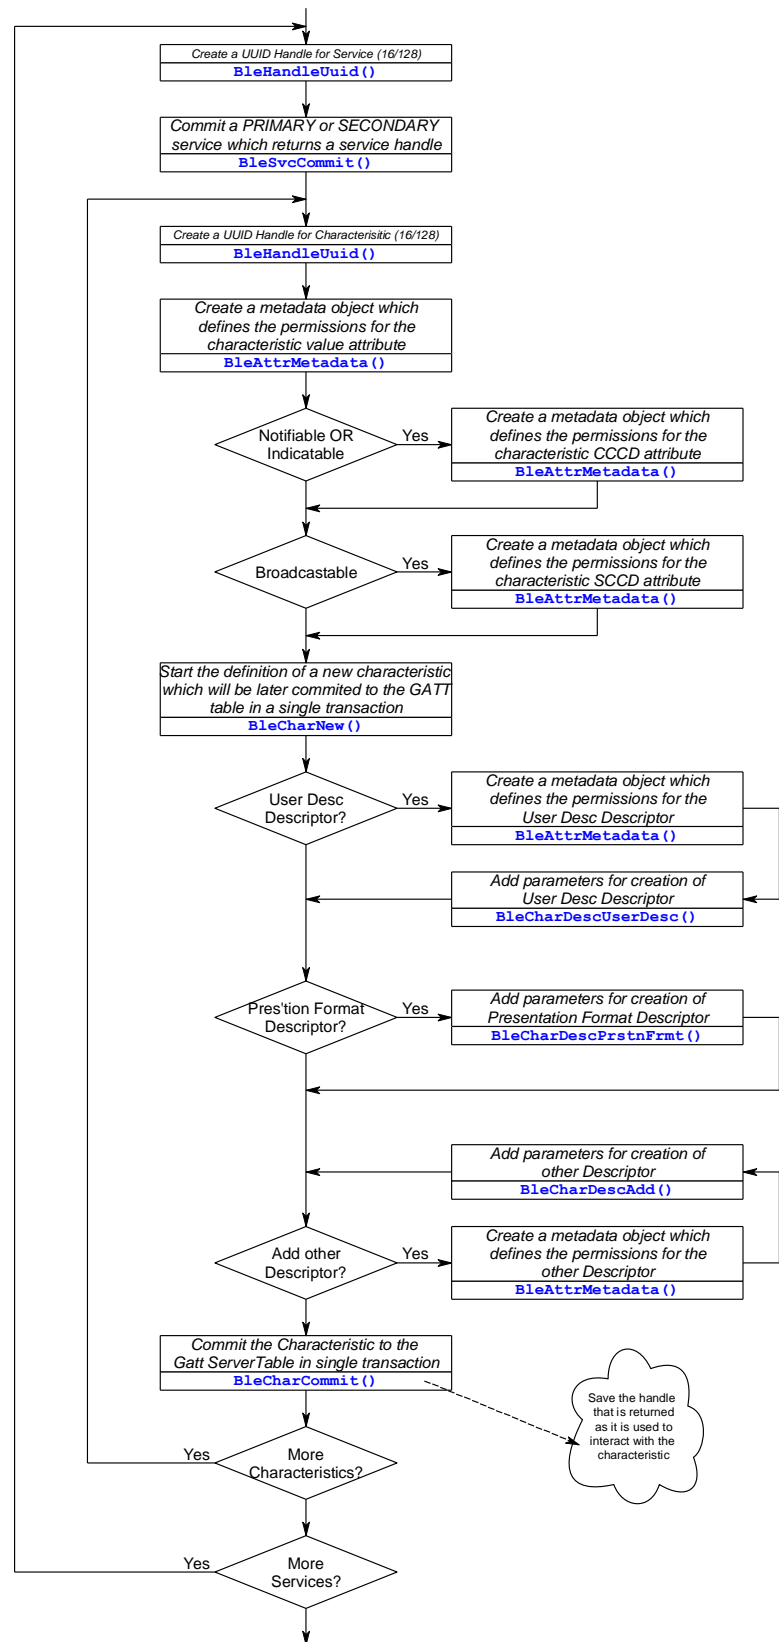 Create a UUID Handle for Service (16/128)
BleHandleUuid()
Commit a PRIMARY or SECONDARY
service which returns a service handle
BleSvcCommit()
Create a UUID Handle for Characterisitic (16/128)
BleHandleUuid()
Create a metadata object which
defines the permissions for the
characteristic value attribute
BleAttrMetadata()
Notifiable OR
Indicatable
Yes
Create a metadata object which
defines the permissions for the
characteristic CCCD attribute
BleAttrMetadata()
Broadcastable
Yes
Create a metadata object which
defines the permissions for the
characteristic SCCD attribute
BleAttrMetadata()
Start the definition of a new characteristic
which will be later commited to the GATT
table in a single transaction
BleCharNew()
User Desc
Descriptor?
Yes
Create a metadata object which
defines the permissions for the
User Desc Descriptor
BleAttrMetadata()
Add parameters for creation of
User Desc Descriptor
BleCharDescUserDesc()
Pres'tion Format
Descriptor?
Yes
Add parameters for creation of
Presentation Format Descriptor
BleCharDescPrstnFrmt()
Add parameters for creation of
other Descriptor
BleCharDescAdd()
Add other
Descriptor?
Yes
Create a metadata object which
defines the permissions for the
other Descriptor
BleAttrMetadata()
Commit the Characteristic to the
Gatt ServerTable in single transaction
BleCharCommit()
Save the handle
that is returned
as it is used to
interact with the
characteristic
Yes
More
Characteristics?
Yes
More
Services?